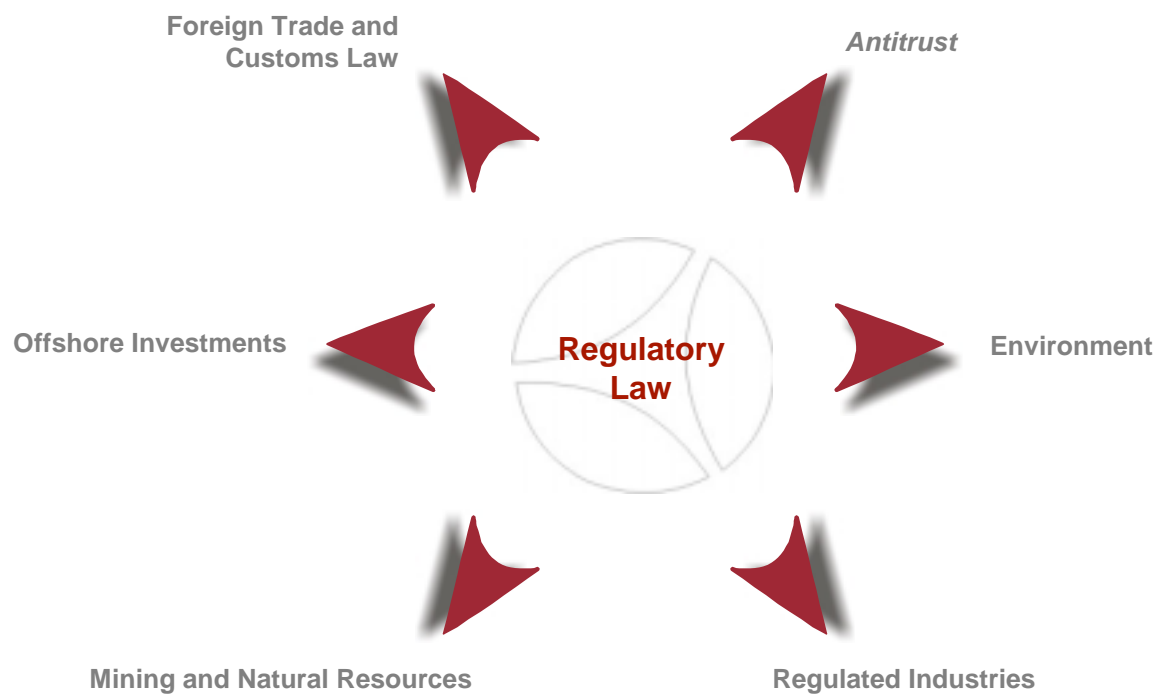 Foreign Trade and
Customs Law
Antitrust
Offshore Investments
Regulatory
Law
Environment
Mining and Natural Resources
Regulated Industries